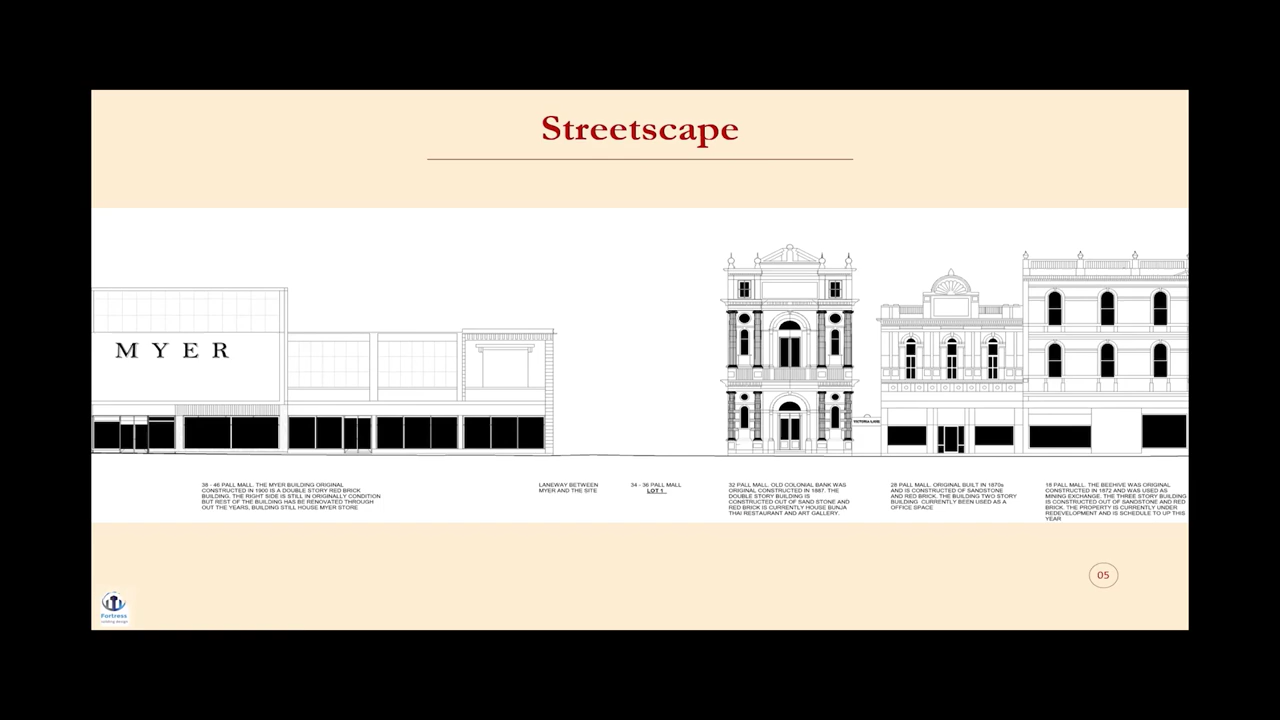 Streetscape
MYER
VICTORIA LANE
38 - 46 PALL MALL. THE MYER BUILDING ORIGINAL
CONSTRUCTED IN 1900 IS A DOUBLE STORY RED BRICK
BUILDING, THE RIGHT SIDE IS STILL IN ORIGINALLY CONDITION
BUT REST OF THE BUILDING HAS BE RENOVATED THROUGH
OUT THE YEARS, BUILDING STILL HOUSE MYER STORE
LANEWAY BETWEEN
MYER AND THE SITE
34 - 36 PALL MALL
LOT 1
32 PALL MALL. OLD COLONIAL BANK WAS
ORIGINAL CONSTRUCTED IN 1887. THE
DOUBLE STORY BUILDING IS
CONSTRUCTED OUT OF SAND STONE AND
RED BRICK IS CURRENTLY HOUSE BUNJA
THAI RESTAURANT AND ART GALLERY.
28 PALL MALL. ORIGINAL BUILT IN 1870s
AND IS CONSTRUCTED OF SANDSTONE
AND RED BRICK. THE BUILDING TWO STORY
BUILDING. CURRENTLY BEEN USED AS A
OFFICE SPACE
18 PALL MALL. THE BEEHIVE WAS ORIGINAL
CONSTRUCTED IN 1872 AND WAS USED AS
MINING EXCHANGE. THE THREE STORY BUILDING
IS CONSTRUCTED OUT OF SANDSTONE AND RED
BRICK. THE PROPERTY IS CURRENTLY UNDER
REDEVELOPMENT AND IS SCHEDULE TO UP THIS
YEAR
05
Fortress
building design